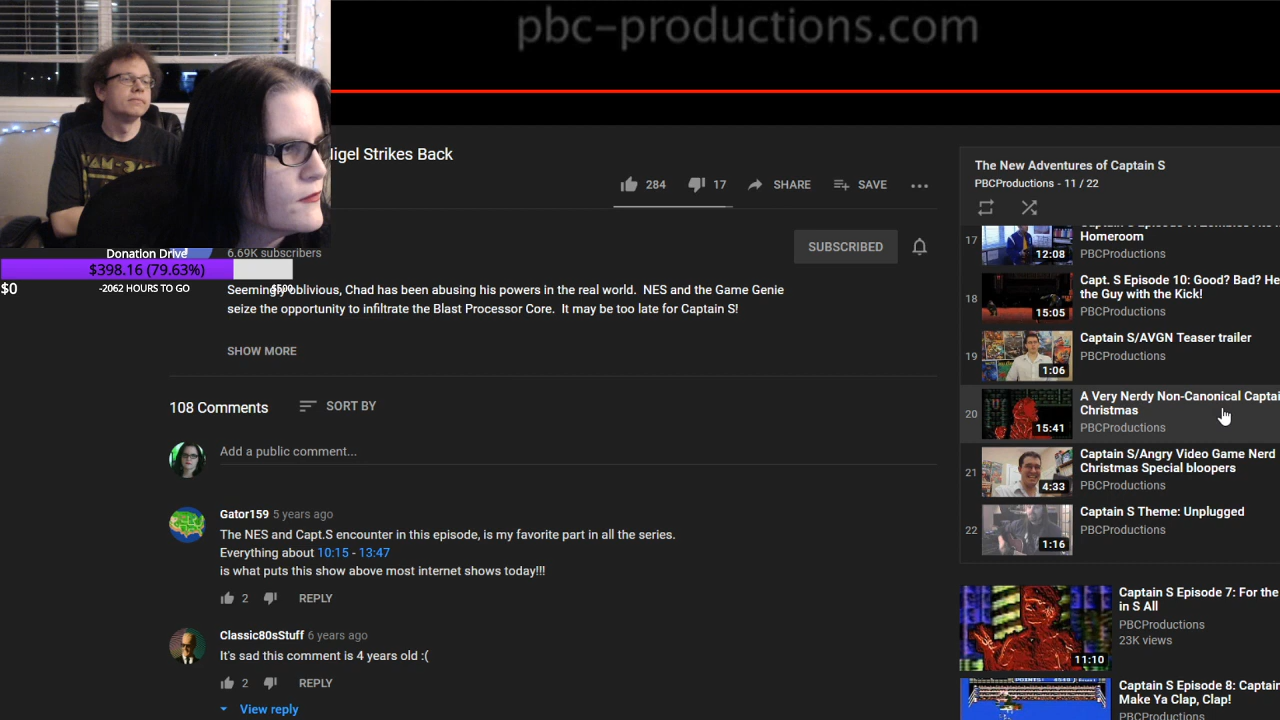 pbc-productions.com
Nigel Strikes Back
284
17
SHARE
SAVE
6.69K subscribers
SUBSCRIBED
Donation Drive
$398.16 (79.63%)
$0
-2062 HOURS TO GO
Seemingly oblivious, Chad has been abusing his powers in the real world. NES and the Game Genie
seize the opportunity to infiltrate the Blast Processor Core. It may be too late for Captain S!
SHOW MORE
108 Comments
SORT BY
Add a public comment...
Gator159 5 years ago
The NES and Capt.S encounter in this episode, is my favorite part in all the series.
Everything about 10:15 - 13:47
is what puts this show above most internet shows today!!!
2
REPLY
Classic80sStuff 6 years ago
It's sad this comment is 4 years old :(
2
REPLY
View reply
The New Adventures of Captain S
PBCProductions - 11 / 22
17
12:08
Homeroom
PBCProductions
18
15:05
Capt. S Episode 10: Good? Bad? He
the Guy with the Kick!
PBCProductions
19
1:06
Captain S/AVGN Teaser trailer
PBCProductions
20
15:41
A Very Nerdy Non-Canonical Captai
Christmas
PBCProductions
21
4:33
Captain S/Angry Video Game Nerd
Christmas Special bloopers
PBCProductions
22
1:16
Captain S Theme: Unplugged
PBCProductions
11:10
Captain S Episode 7: For the
in S All
PBCProductions
23K views
Captain S Episode 8: Captain
Make Ya Clap, Clap!
PBCProductions